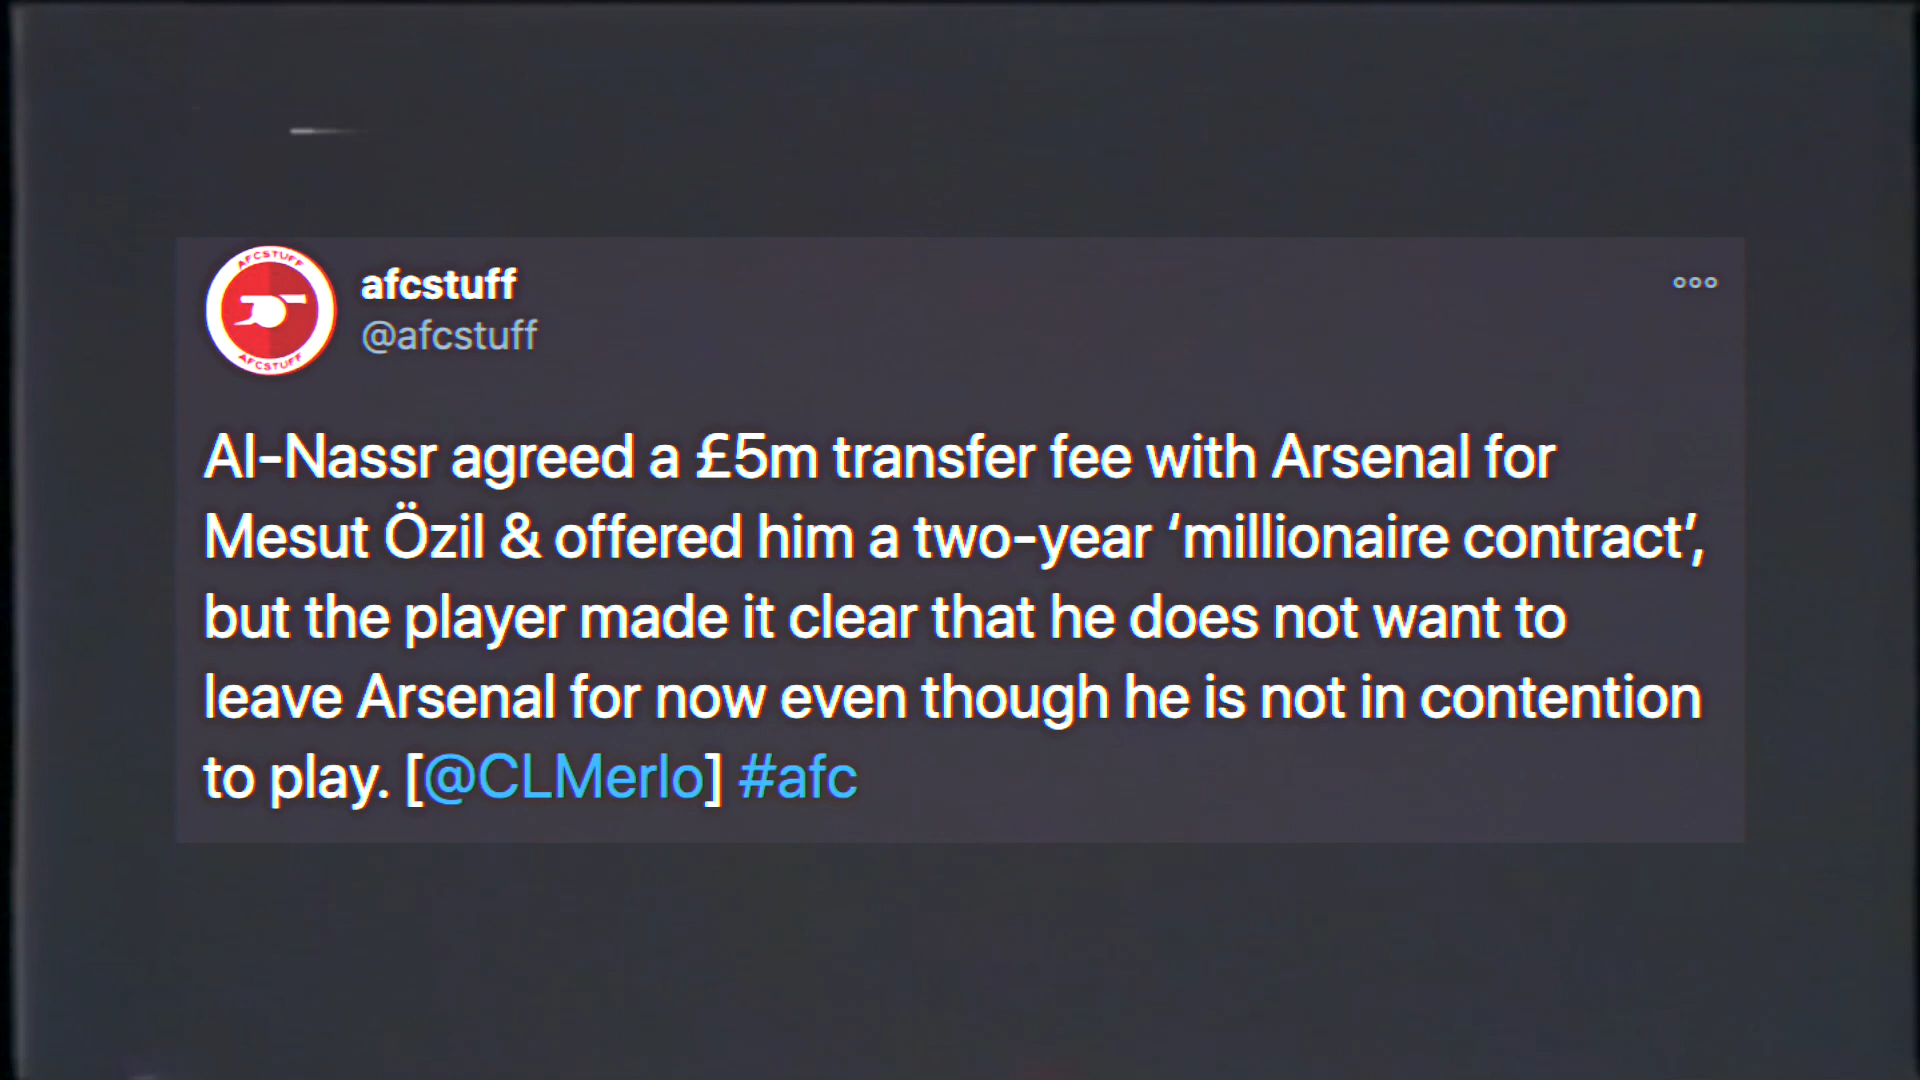 AFCSTUFF
afcstuff
@afcstuff
AFCSTUFF
Al-Nassr agreed a £5m transfer fee with Arsenal for
Mesut Özil & offered him a two-year ‘millionaire contract’,
but the player made it clear that he does not want to
leave Arsenal for now even though he is not in contention
to play. [@CLMerlo] #afc